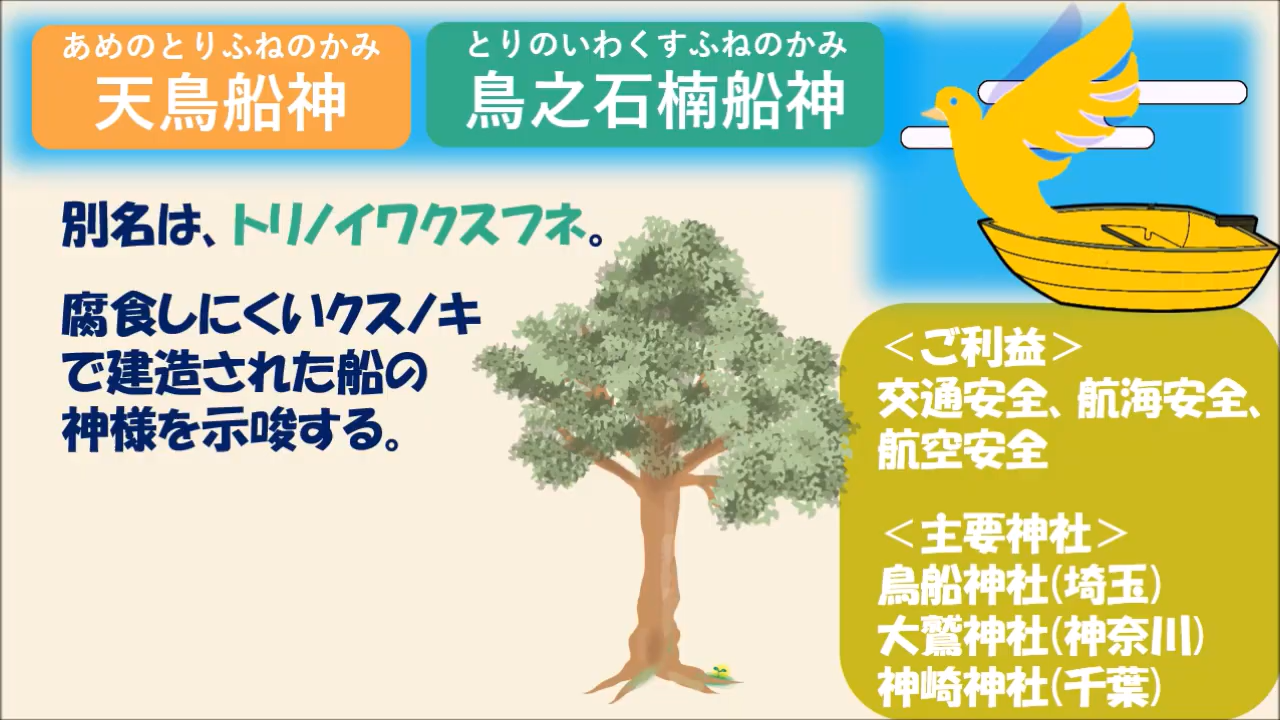 あめのとりふねのかみ
天鳥船神
とりのいわくすふねのかみ
鳥之石楠船神
別名は、トリノイワクスフネ。
腐食しにくいクスノキ
で建造された船の
神様を示唆する。
＜ご利益＞
交通安全、航海安全、
航空安全
＜主要神社＞
鳥船神社(埼玉)
大鷲神社(神奈川)
神崎神社(千葉)